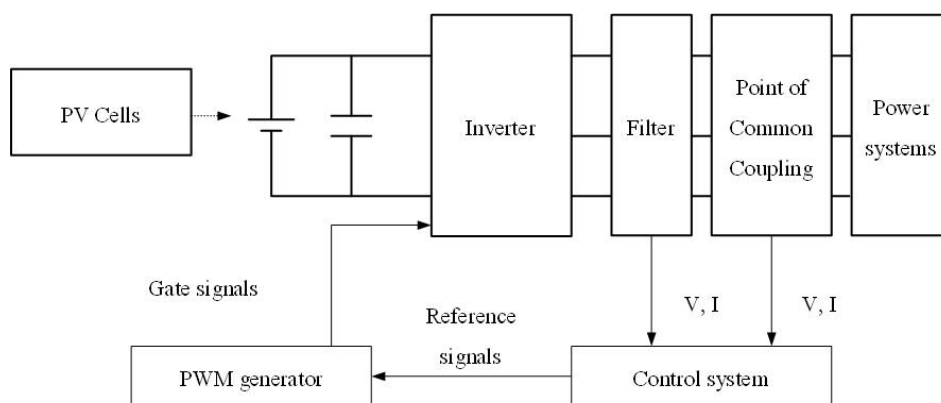 PV Cells
Inverter
Filter
Point of
Common
Coupling
Power
systems
Gate signals
Reference
signals
V, I
V, I
PWM generator
Control system